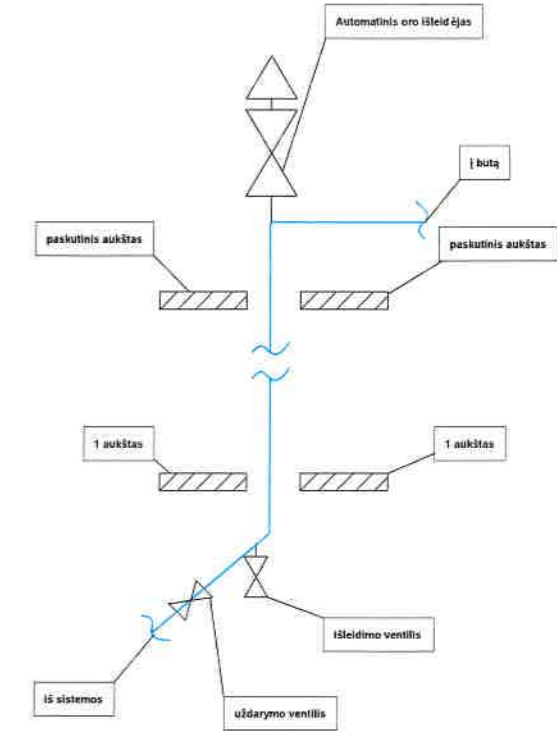 Automatinis oro išleidėjas
į butą
paskutinis aukštas
paskutinis aukštas
1 aukštas
1 aukštas
Išleidimo ventilis
Iš sistemos
uždarymo ventilis